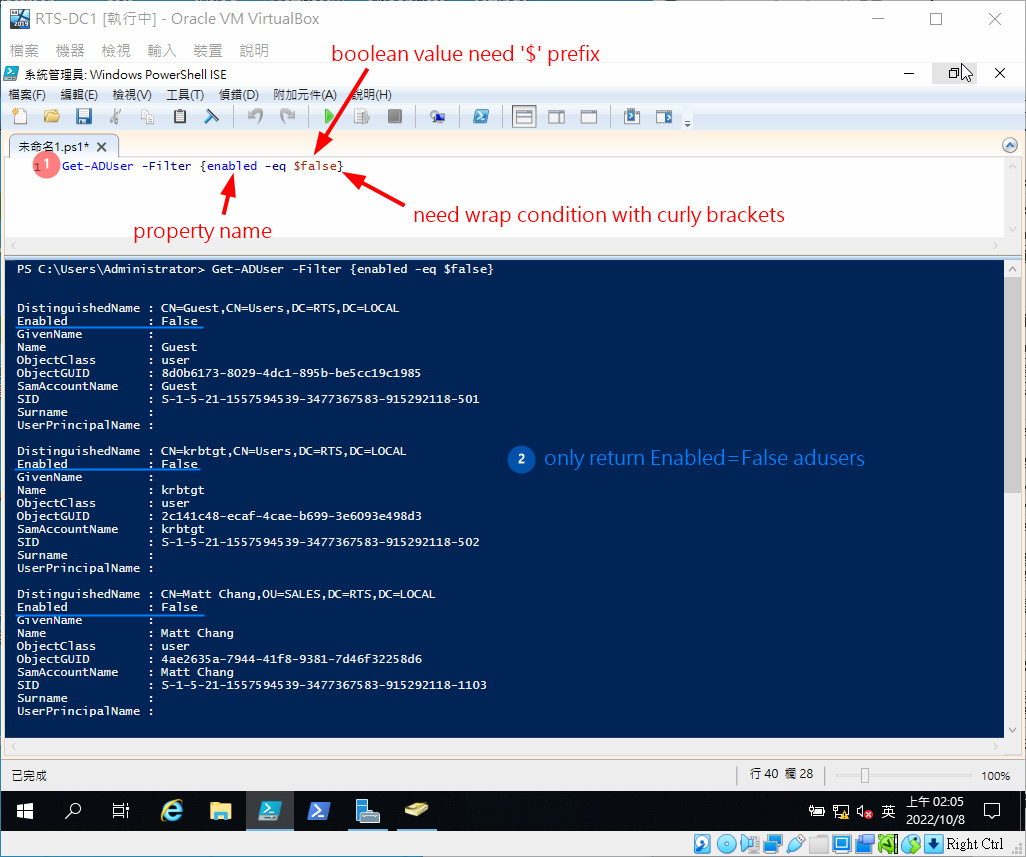 RTS-DC1 [執行中] - Oracle VM VirtualBox
檔案 機器 檢視 輸入 裝置 說明
boolean value need '$' prefix
系統管理員: Windows PowerShell ISE
檔案(F) 編輯(E) 檢視(V) 工具(T) 偵錯(D) 附加元件(A) 說明(H)
未命名1.ps1*
1
1 Get-ADUser -Filter {enabled -eq $false}
need wrap condition with curly brackets
property name
PS C:\Users\Administrator> Get-ADUser -Filter {enabled -eq $false}
DistinguishedName : CN=Guest,CN=Users,DC=RTS,DC=LOCAL
Enabled : False
GivenName :
Name : Guest
ObjectClass : user
ObjectGUID : 8d0b6173-8029-4dc1-895b-be5cc19c1985
SamAccountName : Guest
SID : S-1-5-21-1557594539-3477367583-915292118-501
Surname :
UserPrincipalName :
DistinguishedName : CN=krbtgt,CN=Users,DC=RTS,DC=LOCAL
Enabled : False
GivenName :
Name : krbtgt
ObjectClass : user
ObjectGUID : 2c141c48-ecaf-4cae-b699-3e6093e498d3
SamAccountName : krbtgt
SID : S-1-5-21-1557594539-3477367583-915292118-502
Surname :
UserPrincipalName :
2 only return Enabled=False adusers
DistinguishedName : CN=Matt Chang,OU=SALES,DC=RTS,DC=LOCAL
Enabled : False
GivenName :
Name : Matt Chang
ObjectClass : user
ObjectGUID : 4ae2635a-7944-41f8-9381-7d46f32258d6
SamAccountName : Matt Chang
SID : S-1-5-21-1557594539-3477367583-915292118-1103
Surname :
UserPrincipalName :
已完成 行 40 欄 28 100%
英 上午 02:05
2022/10/8
Right Ctrl